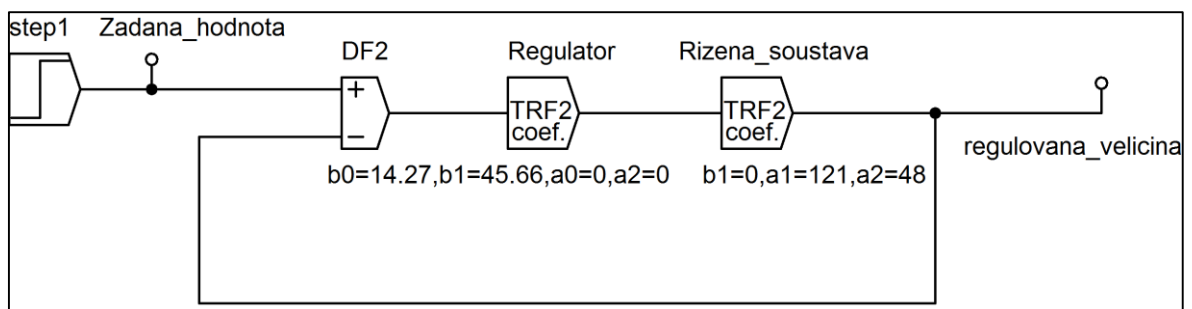 step1
Zadana_hodnota
DF2
Regulator
Rizena_soustava
+
−
TRF2
coef.
TRF2
coef.
regulovana_velicina
b0=14.27,b1=45.66,a0=0,a2=0
b1=0,a1=121,a2=48